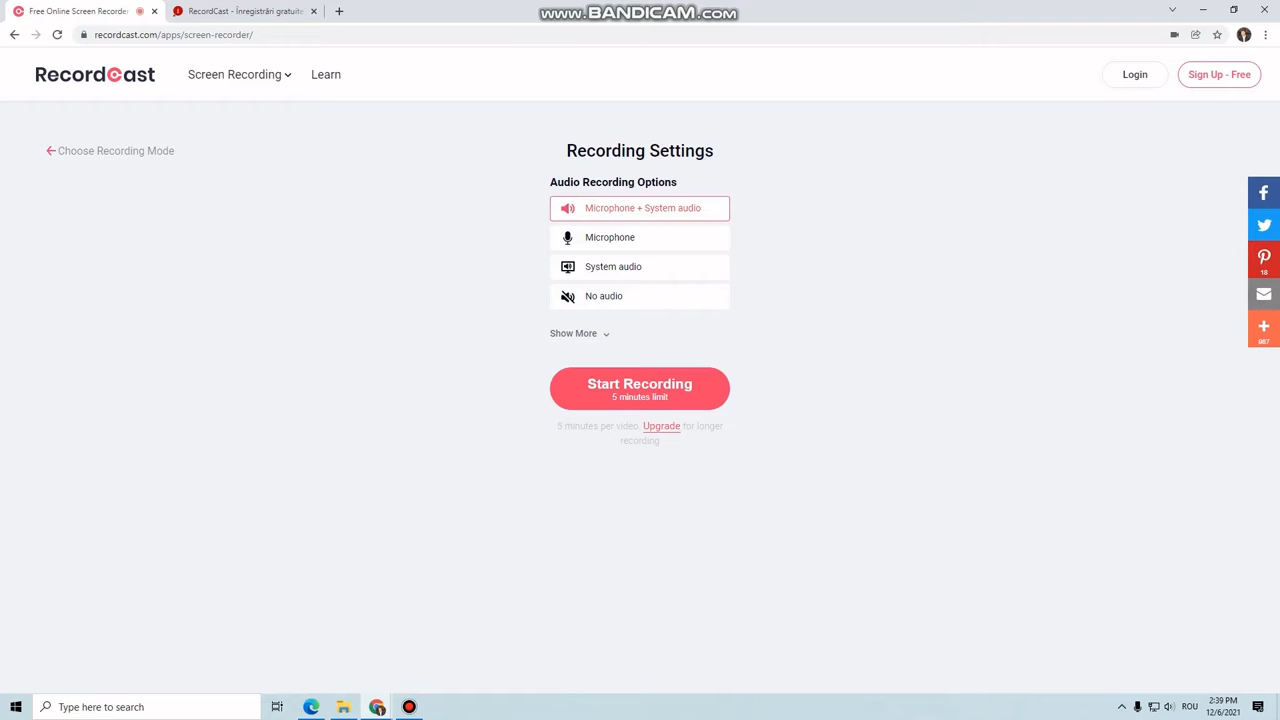 Free Online Screen Recorder
RecordCast - Înregistrări gratuite
www.BANDICAM.com
recordcast.com/apps/screen-recorder/
RecordCast
Screen Recording
Learn
Login
Sign Up - Free
Choose Recording Mode
Recording Settings
Audio Recording Options
Microphone + System audio
Microphone
System audio
No audio
Show More
Start Recording
5 minutes limit
5 minutes per video. Upgrade for longer
recording
18
987
Type here to search
ROU
2:39 PM
12/6/2021